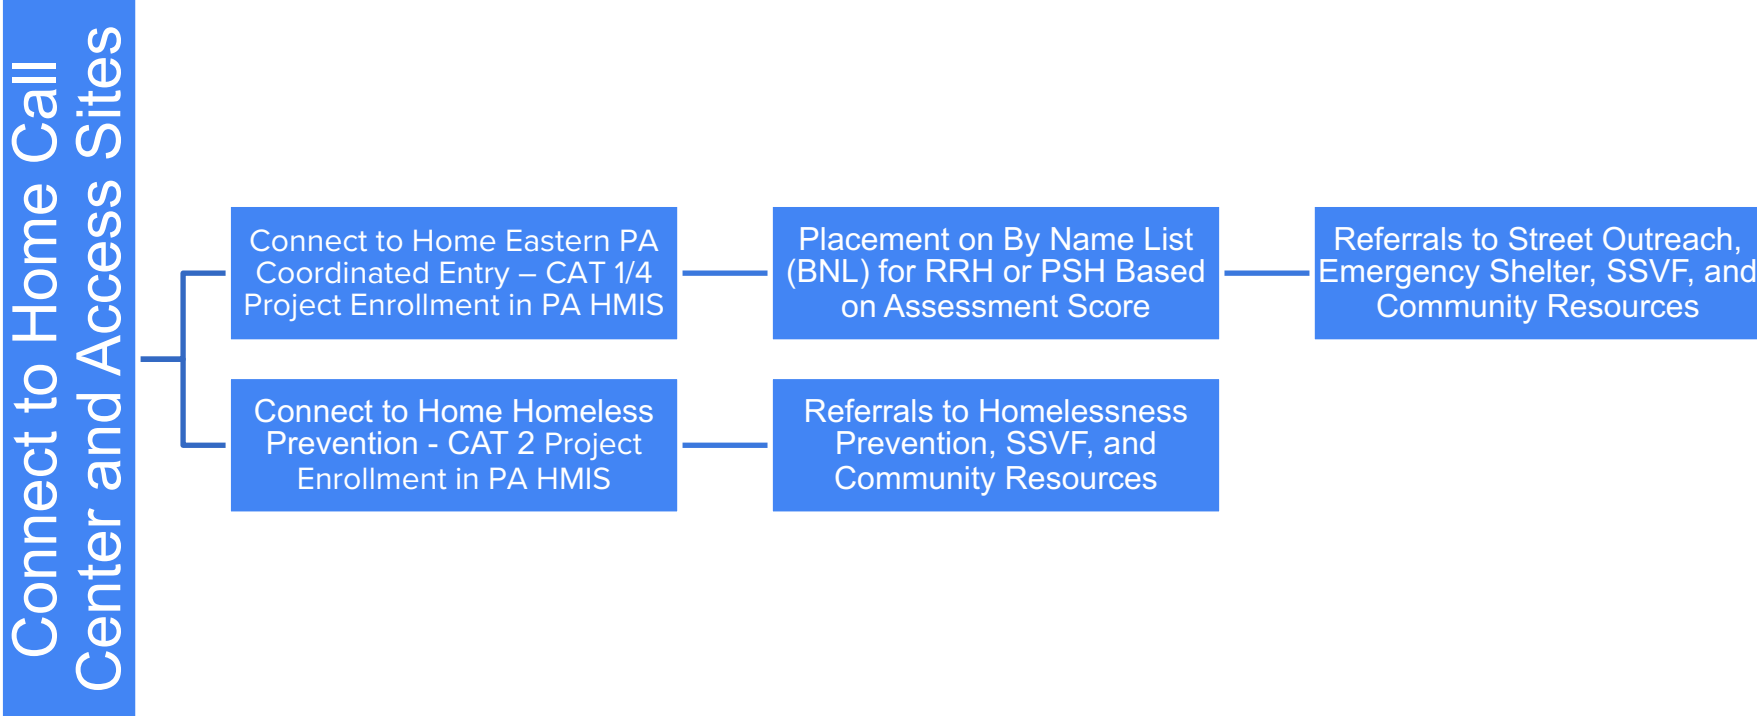 Connect to Home Call
Center and Access Sites
Connect to Home Eastern PA
Coordinated Entry – CAT 1/4
Project Enrollment in PA HMIS
Placement on By Name List
(BNL) for RRH or PSH Based
on Assessment Score
Referrals to Street Outreach,
Emergency Shelter, SSVF, and
Community Resources
Connect to Home Homeless
Prevention - CAT 2 Project
Enrollment in PA HMIS
Referrals to Homelessness
Prevention, SSVF, and
Community Resources